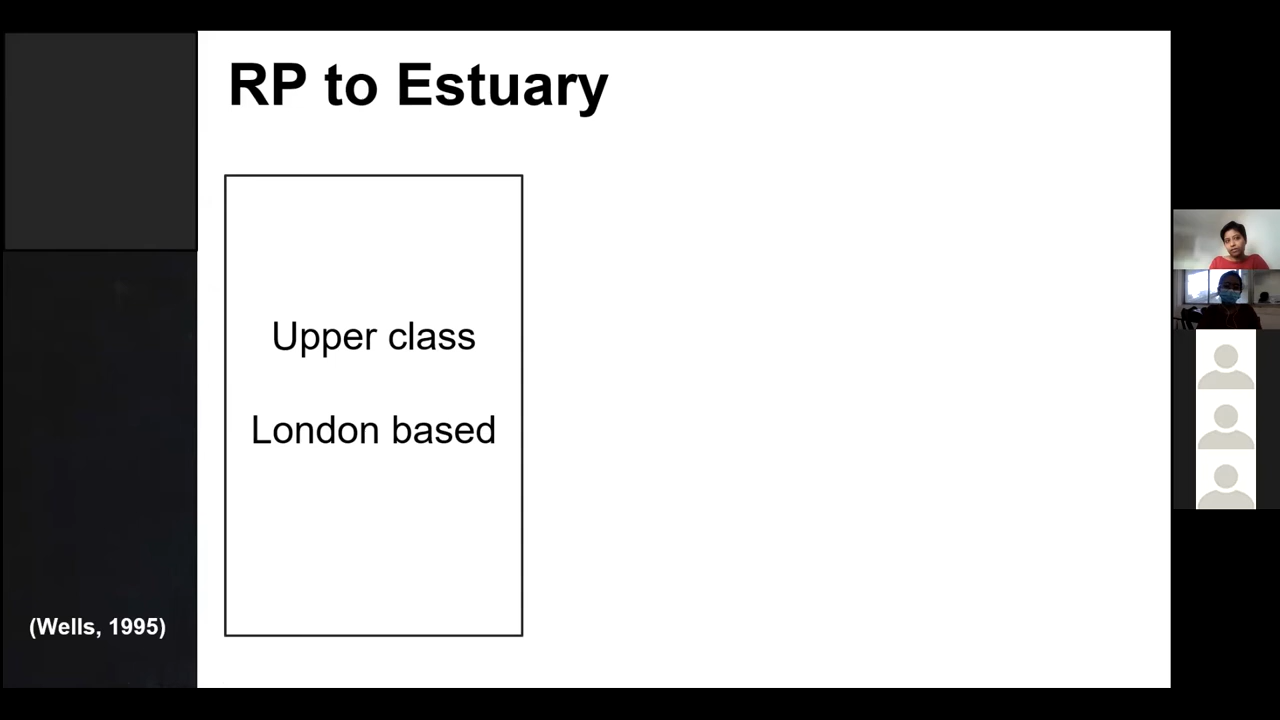 RP to Estuary
Upper class
London based
(Wells, 1995)